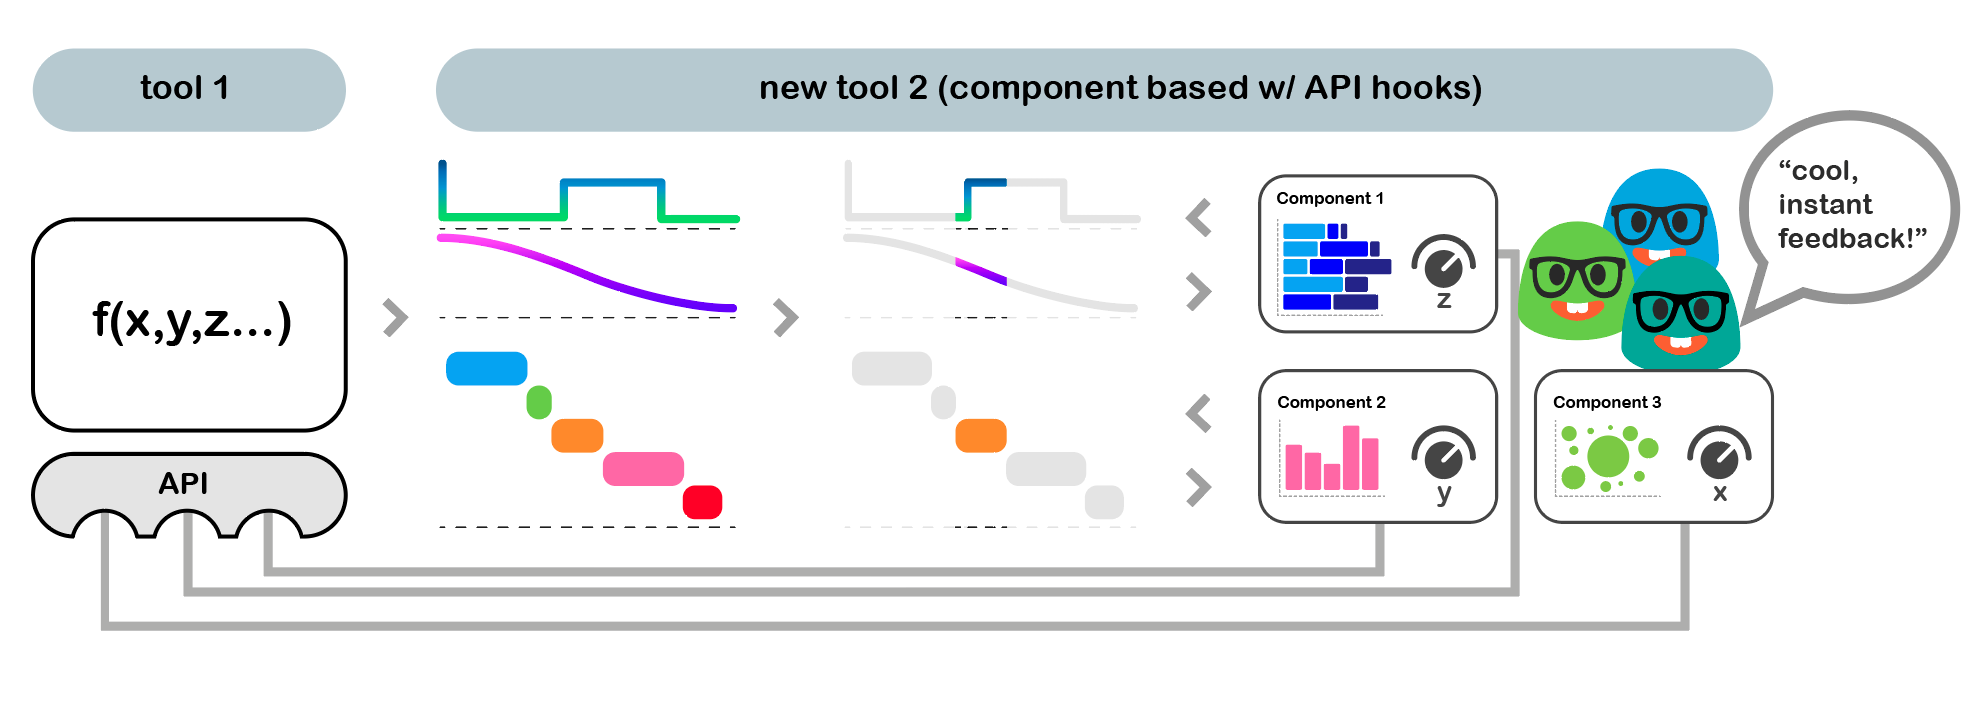 tool 1
new tool 2 (component based w/ API hooks)
f(x,y,z...)
API
Component 1
z
Component 2
y
Component 3
x
“cool,
instant
feedback!”